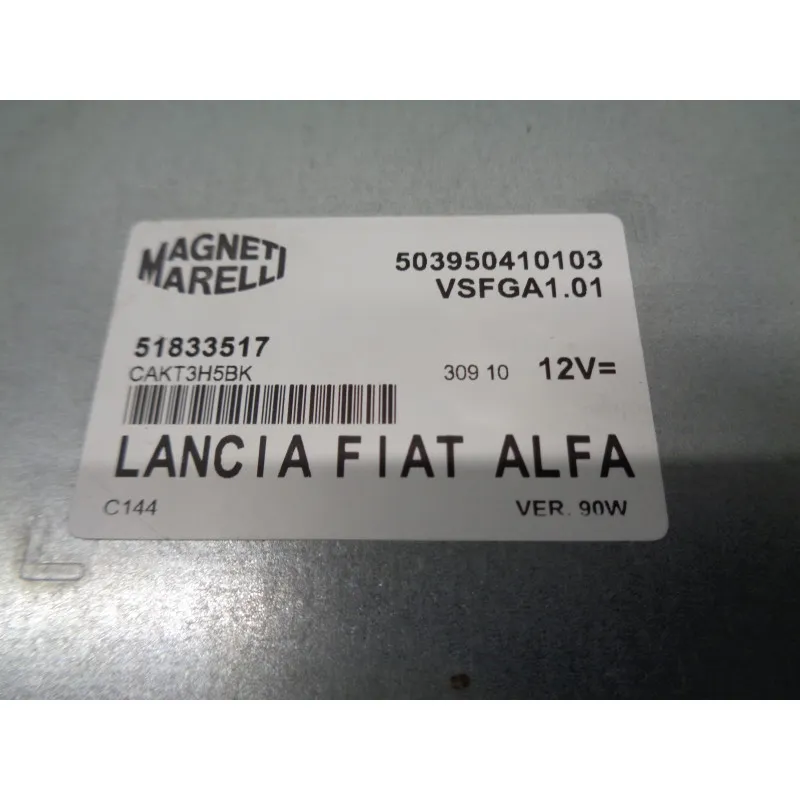 MAGNETI MARELLI
503950410103
VSFGA1.01
51833517
CAKT3H5BK
309 10 12V=
LANCIA FIAT ALFA
C144 VER. 90W